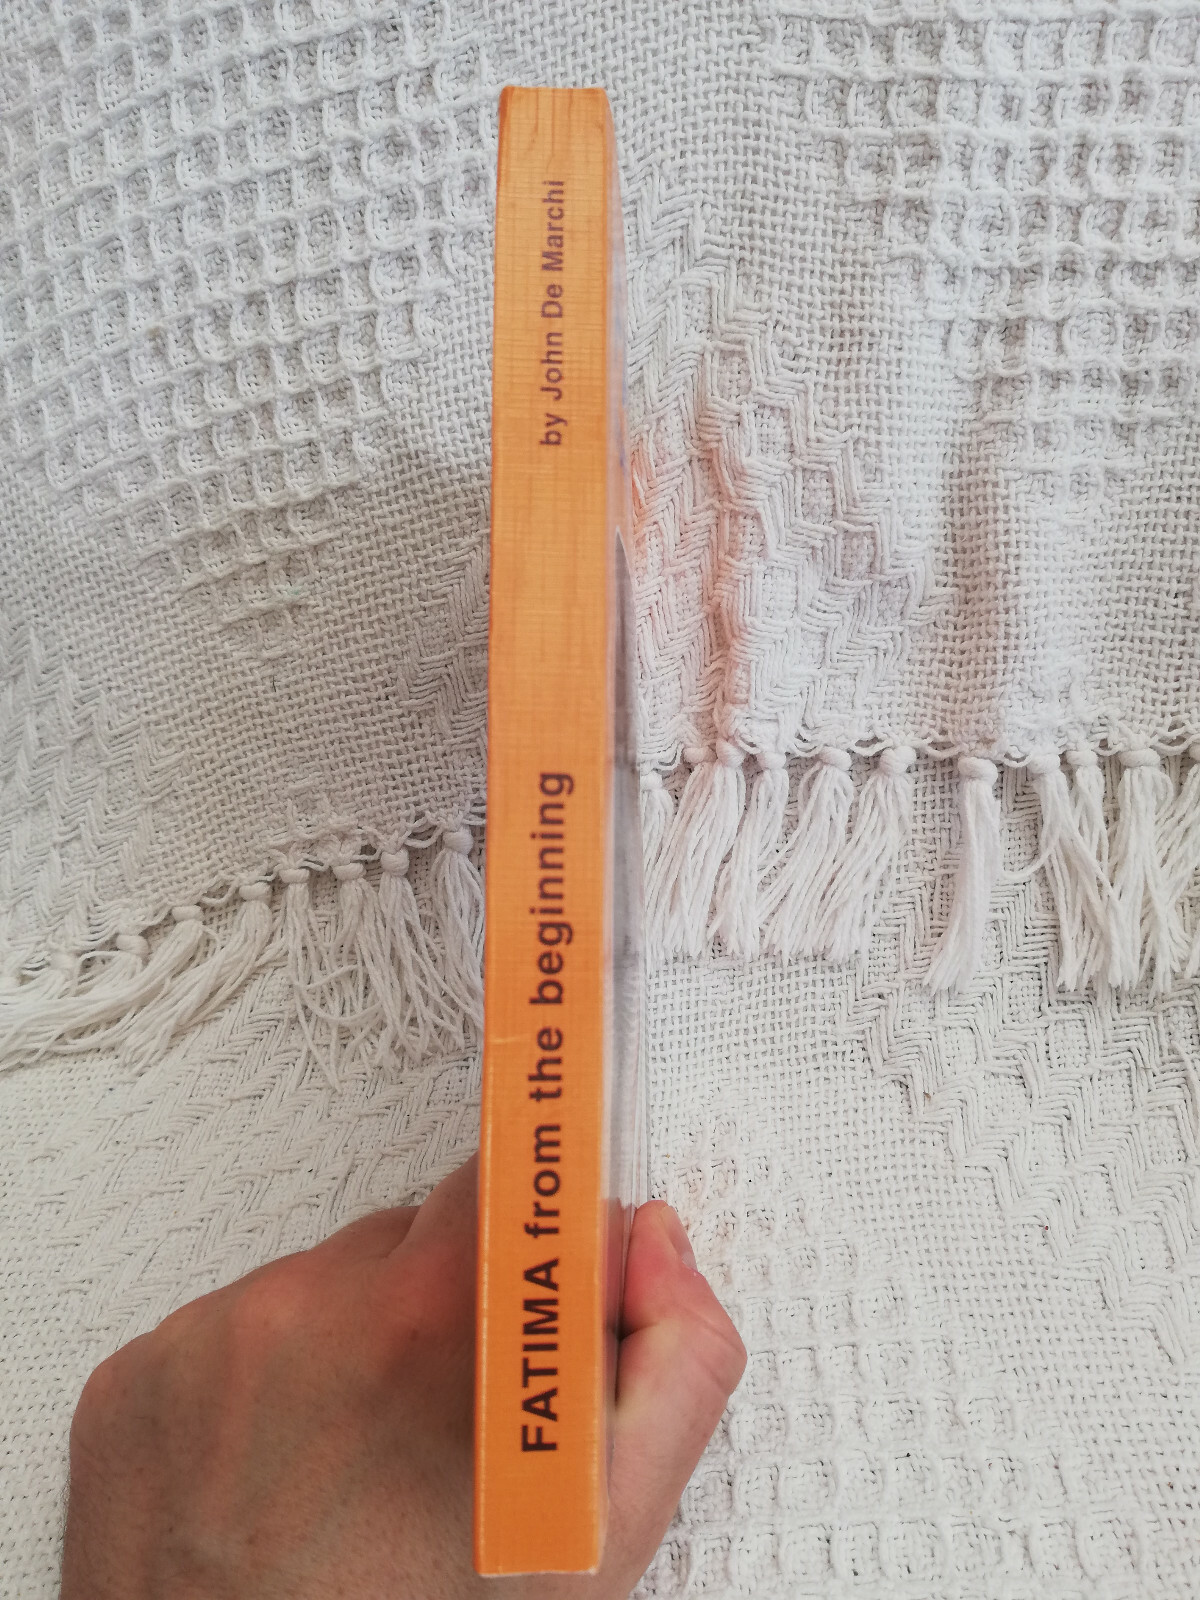 FATIMA from the beginning
by John De Marchi